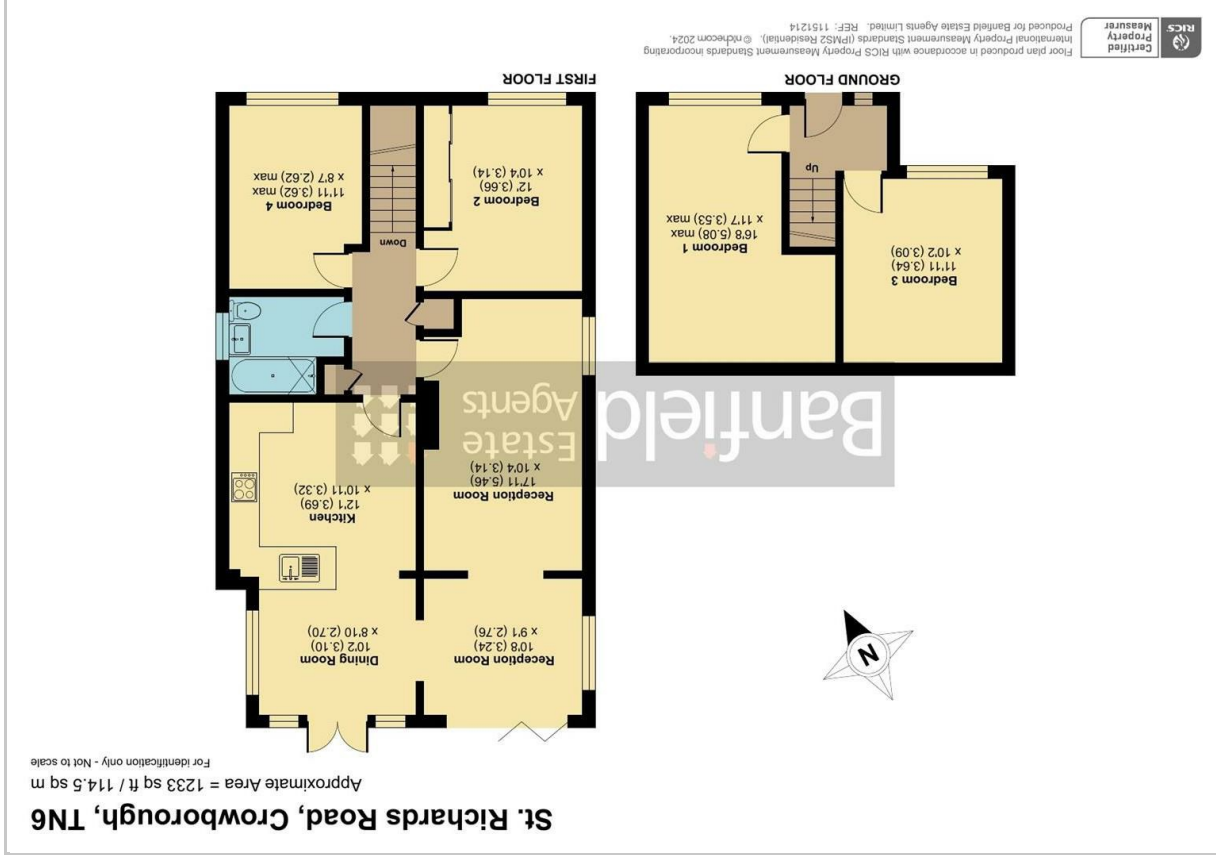 St. Richards Road, Crowborough, TN6
Approximate Area = 1233 sq ft / 114.5 sq m
For identification only - Not to scale
Reception Room
10'8 (3.24)
x 9'1 (2.76)
Dining Room
10'2 (3.10)
x 8'10 (2.70)
N
Kitchen
12'1 (3.69)
x 10'11 (3.32)
Reception Room
17'11 (5.46)
x 10'4 (3.14)
Banfield
Estate
Agents
Bedroom 3
11'11 (3.64)
x 10'2 (3.09)
Bedroom 1
16'8 (5.08) max
x 11'7 (3.53) max
Up
Down
Bedroom 2
12' (3.66)
x 10'4 (3.14)
Bedroom 4
11'11 (3.62) max
x 8'7 (2.62) max
GROUND FLOOR
FIRST FLOOR
RICS
Certified
Property
Measurer
Floor plan produced in accordance with RICS Property Measurement Standards incorporating
International Property Measurement Standards (IPMS2 Residential). ©nichecom 2024.
Produced for Banfield Estate Agents Limited. REF: 1151214